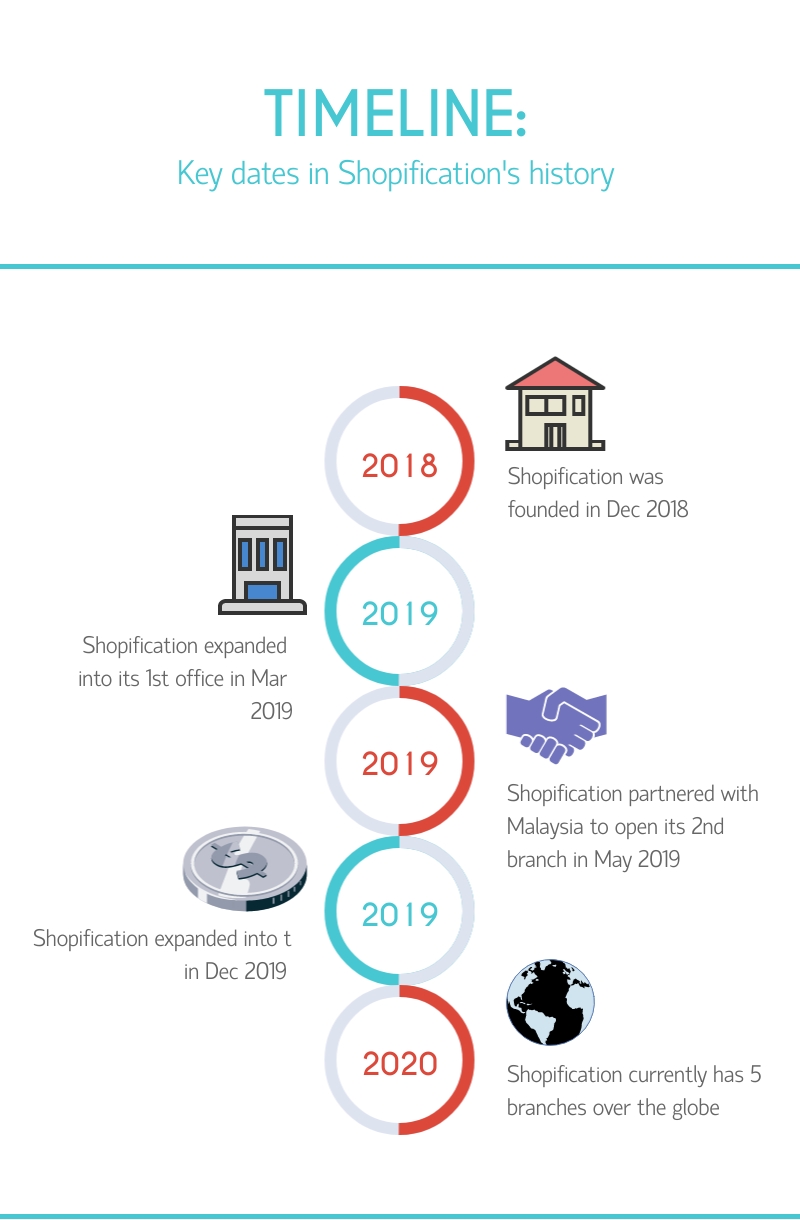 TIMELINE:
Key dates in Shopification's history
2018
Shopification was
founded in Dec 2018
2019
Shopification expanded
into its 1st office in Mar
2019
2019
Shopification partnered with
Malaysia to open its 2nd
branch in May 2019
2019
Shopification expanded into t
in Dec 2019
2020
Shopification currently has 5
branches over the globe